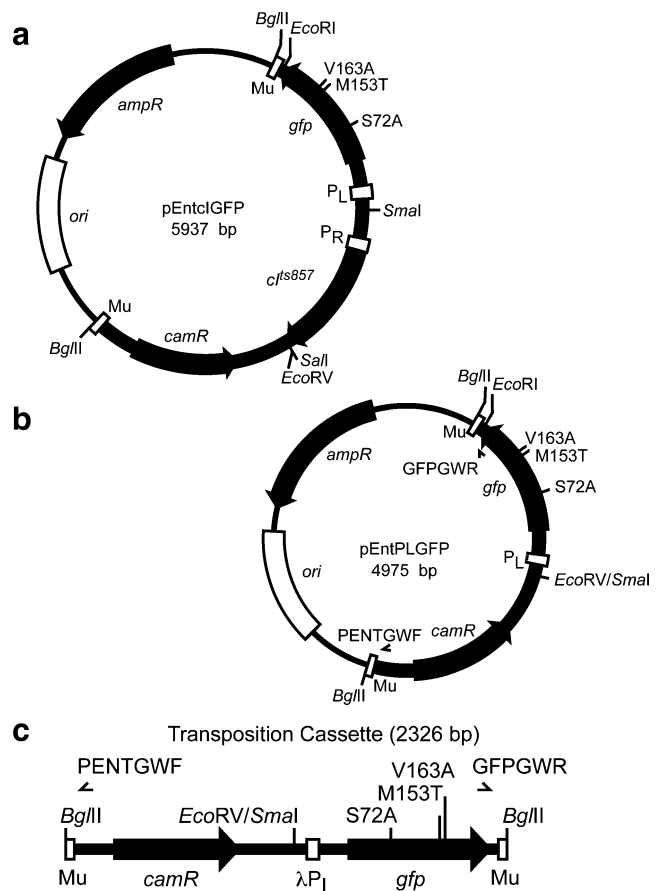 a
BglII
EcoRI
V163A
M153T
Mu
gfp
S72A
ampR
PL
SmaI
pEntcIGFP
5937 bp
ori
PR
cIts857
Mu
camR
BglII
SalI
EcoRV
b
BglII
EcoRI
Mu
V163A
M153T
GFPGWR
gfp
S72A
ampR
pEntPLGFP
4975 bp
PL
ori
EcoRV/SmaI
PENTGWF
camR
Mu
BglII
c
Transposition Cassette (2326 bp)
PENTGWF
V163A
GFPGWR
M153T
BglII
EcoRV/SmaI
S72A
BglII
Mu
camR
λPL
gfp
Mu